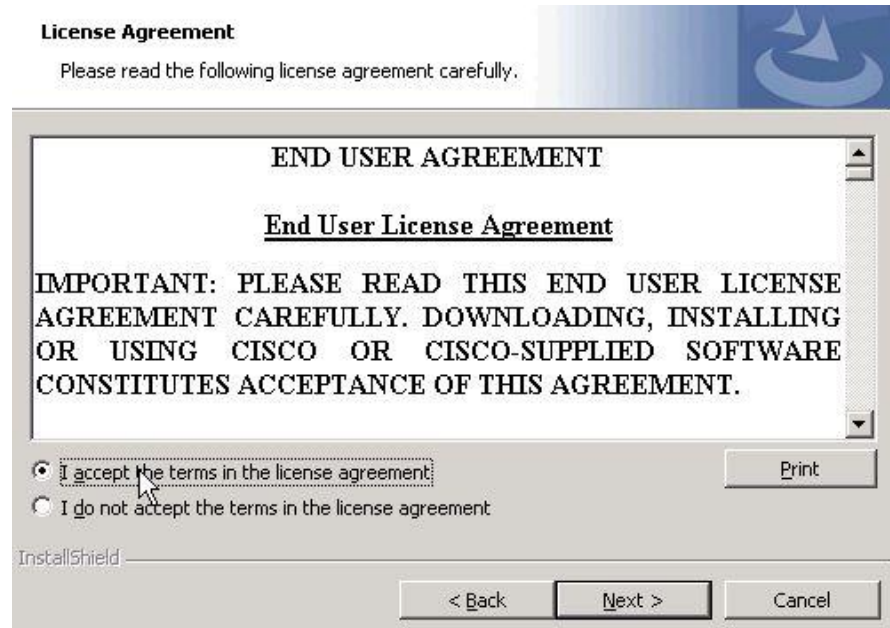 License Agreement
Please read the following license agreement carefully.
END USER AGREEMENT
End User License Agreement
IMPORTANT: PLEASE READ THIS END USER LICENSE
AGREEMENT CAREFULLY. DOWNLOADING, INSTALLING
OR USING CISCO OR CISCO-SUPPLIED SOFTWARE
CONSTITUTES ACCEPTANCE OF THIS AGREEMENT.
I accept the terms in the license agreement
Print
I do not accept the terms in the license agreement
InstallShield
< Back
Next >
Cancel